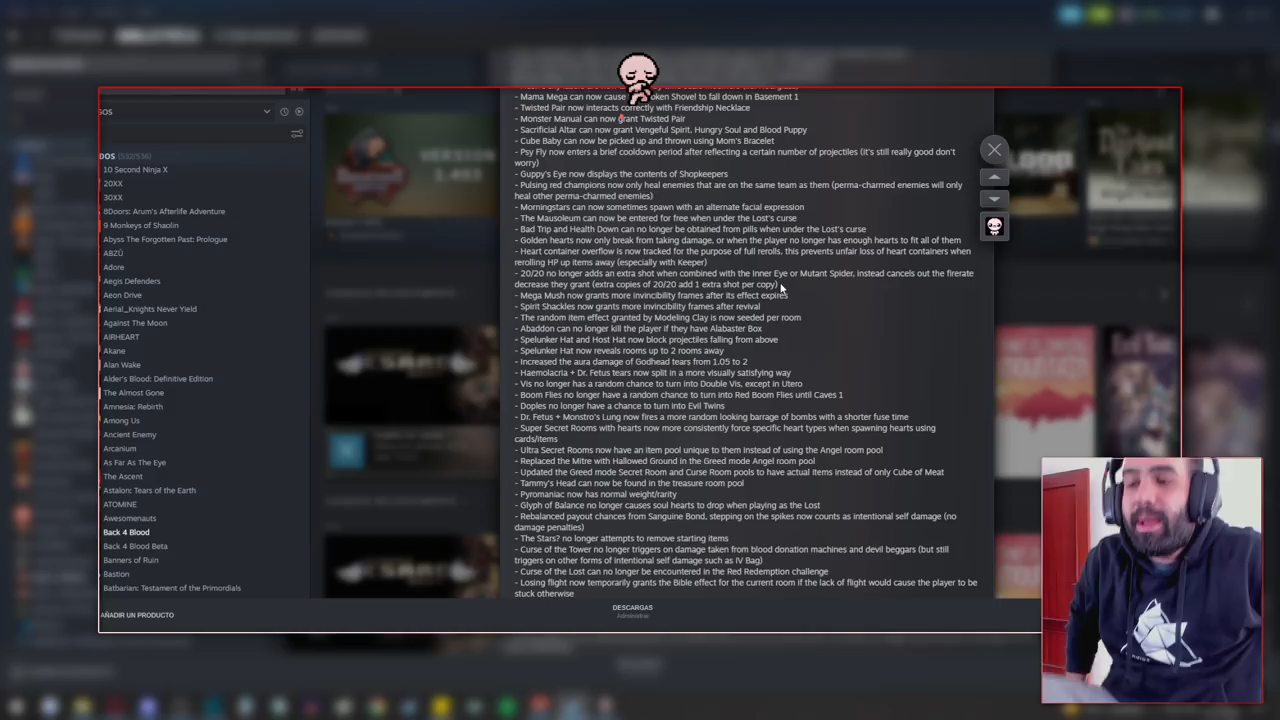 OS
DOS (532/536)
10 Second Ninja X
20XX
30XX
8Doors: Arum's Afterlife Adventure
9 Monkeys of Shaolin
Abyss The Forgotten Past: Prologue
ABZÛ
Adore
Aegis Defenders
Aeon Drive
Aerial_Knights Never Yield
Against The Moon
AIRHEART
Akane
Alan Wake
Alder's Blood: Definitive Edition
The Almost Gone
Amnesia: Rebirth
Among Us
Ancient Enemy
Arcanium
As Far As The Eye
The Ascent
Astalon: Tears of the Earth
ATOMINE
Awesomenauts
Back 4 Blood
Back 4 Blood Beta
Banners of Ruin
Bastion
Batbarian: Testament of the Primordials
AÑADIR UN PRODUCTO
VERSION
1.403
- Mama Mega can now cause Broken Shovel to fall down in Basement 1
- Twisted Pair now interacts correctly with Friendship Necklace
- Monster Manual can now grant Twisted Pair
- Sacrificial Altar can now grant Vengeful Spirit, Hungry Soul and Blood Puppy
- Cube Baby can now be picked up and thrown using Mom's Bracelet
- Psy Fly now enters a brief cooldown period after reflecting a certain number of projectiles (it's still really good don't
worry)
- Guppy's Eye now displays the contents of Shopkeepers
- Pulsing red champions now only heal enemies that are on the same team as them (perma-charmed enemies will only
heal other perma-charmed enemies)
- Morningstars can now sometimes spawn with an alternate facial expression
- The Mausoleum can now be entered for free when under the Lost's curse
- Bad Trip and Health Down can no longer be obtained from pills when under the Lost's curse
- Golden hearts now only break from taking damage, or when the player no longer has enough hearts to fit all of them
- Heart container overflow is now tracked for the purpose of full rerolls, this prevents unfair loss of heart containers when
rerolling HP up items away (especially with Keeper)
- 20/20 no longer adds an extra shot when combined with the Inner Eye or Mutant Spider, instead cancels out the firerate
decrease they grant (extra copies of 20/20 add 1 extra shot per copy)
- Mega Mush now grants more invincibility frames after its effect expires
- Spirit Shackles now grants more invincibility frames after revival
- The random item effect granted by Modeling Clay is now seeded per room
- Abaddon can no longer kill the player if they have Alabaster Box
- Spelunker Hat and Host Hat now block projectiles falling from above
- Spelunker Hat now reveals rooms up to 2 rooms away
- Increased the aura damage of Godhead tears from 1.05 to 2
- Haemolacria + Dr. Fetus tears now split in a more visually satisfying way
- Vis no longer has a random chance to turn into Double Vis, except in Utero
- Boom Flies no longer have a random chance to turn into Red Boom Flies until Caves 1
- Doples no longer have a chance to turn into Evil Twins
- Dr. Fetus + Monstro's Lung now fires a more random looking barrage of bombs with a shorter fuse time
- Super Secret Rooms with hearts now more consistently force specific heart types when spawning hearts using
cards/items
- Ultra Secret Rooms now have an item pool unique to them instead of using the Angel room pool
- Replaced the Mitre with Hallowed Ground in the Greed mode Angel room pool
- Updated the Greed mode Secret Room and Curse Room pools to have actual items instead of only Cube of Meat
- Tammy's Head can now be found in the treasure room pool
- Pyromaniac now has normal weight/rarity
- Glyph of Balance no longer causes soul hearts to drop when playing as the Lost
- Rebalanced payout chances from Sanguine Bond, stepping on the spikes now counts as intentional self damage (no
damage penalties)
- The Stars? no longer attempts to remove starting items
- Curse of the Tower no longer triggers on damage taken from blood donation machines and devil beggars (but still
triggers on other forms of intentional self damage such as IV Bag)
- Curse of the Lost can no longer be encountered in the Red Redemption challenge
- Losing flight now temporarily grants the Bible effect for the current room if the lack of flight would cause the player to be
stuck otherwise
DESCARGAS
Administrar